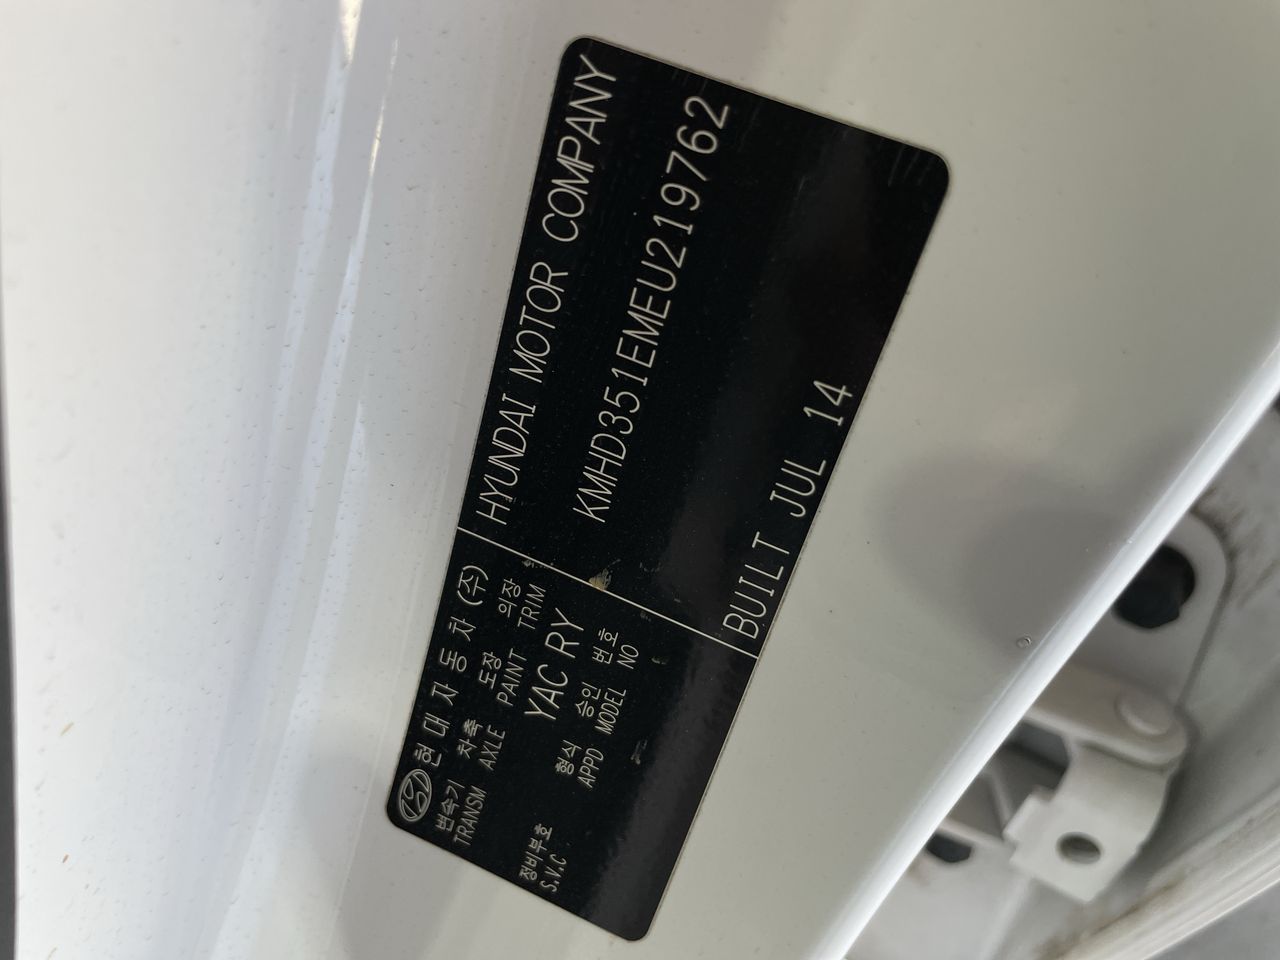 현대자동차(주)
HYUNDAI MOTOR COMPANY
변속기 차축 도장 의장
TRANSM AXLE PAINT TRIM
YAC RY
KMHD351EMEU219762
정비부호 형식 승인 번호
S.V.C APPD MODEL NO
BUILT JUL 14